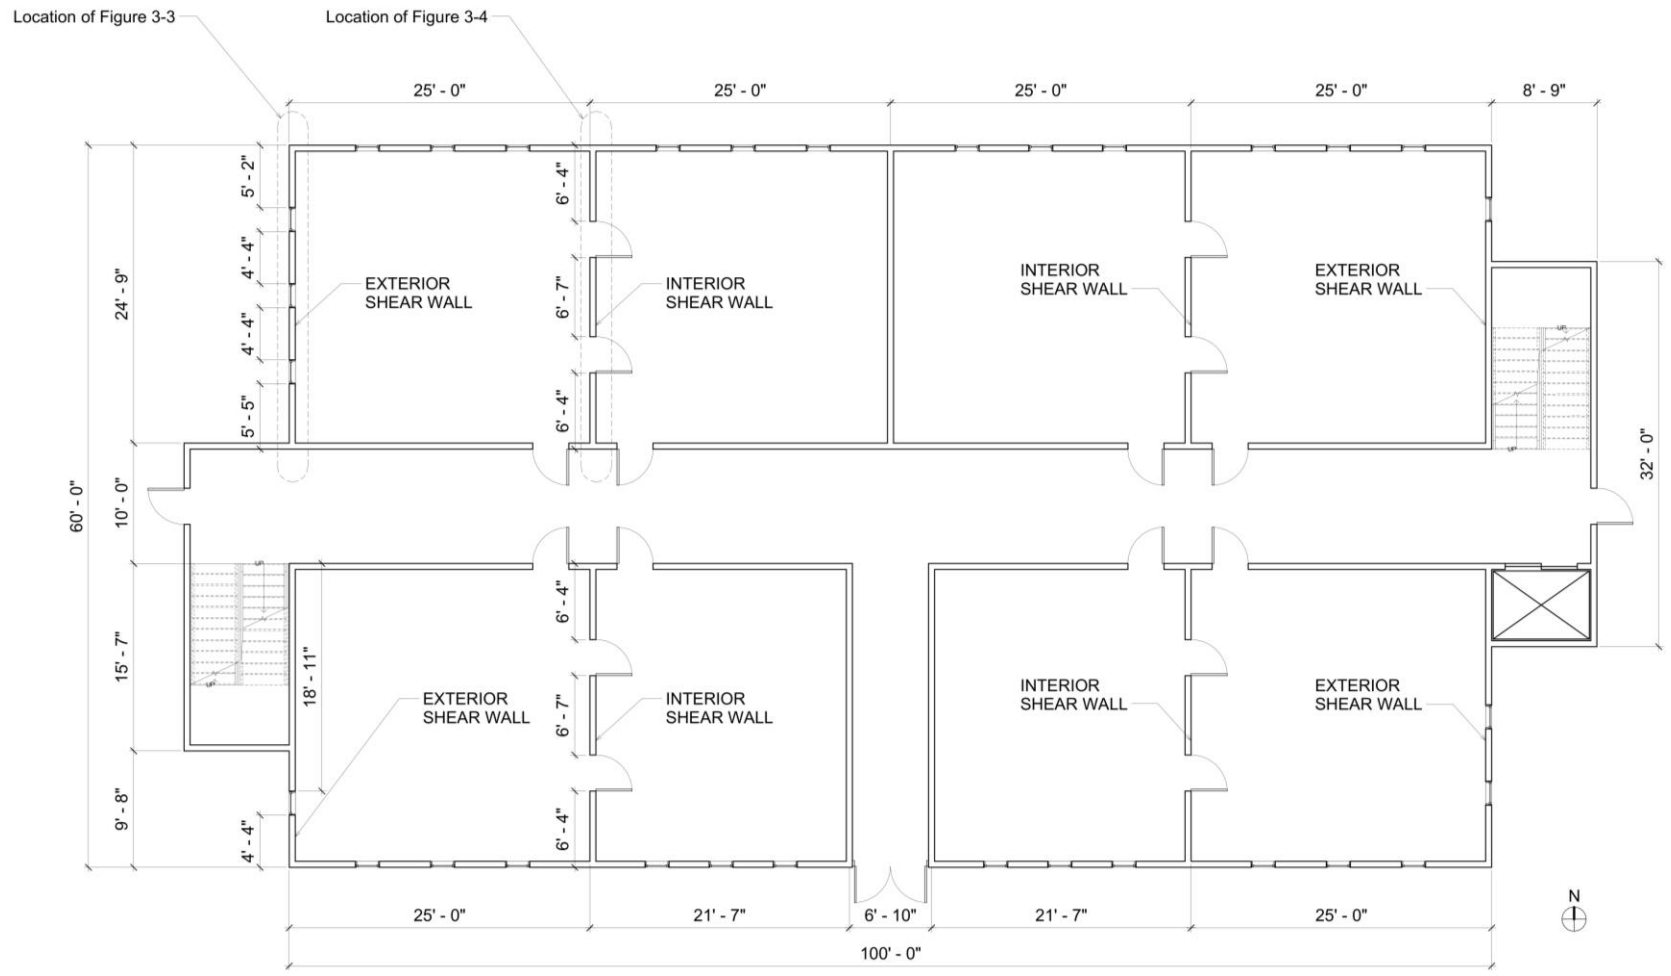 Location of Figure 3-3
Location of Figure 3-4
25' - 0"
25' - 0"
25' - 0"
25' - 0"
8' - 9"
5' - 2"
6' - 4"
4' - 4"
24' - 9"
EXTERIOR
SHEAR WALL
6' - 7"
INTERIOR
SHEAR WALL
INTERIOR
SHEAR WALL
EXTERIOR
SHEAR WALL
4' - 4"
UP
5' - 5"
6' - 4"
UP
32' - 0"
60' - 0"
10' - 0"
UP
6' - 4"
15' - 7"
18' - 11"
UP
EXTERIOR
SHEAR WALL
6' - 7"
INTERIOR
SHEAR WALL
INTERIOR
SHEAR WALL
EXTERIOR
SHEAR WALL
9' - 8"
4' - 4"
6' - 4"
N
25' - 0"
21' - 7"
6' - 10"
21' - 7"
25' - 0"
100' - 0"